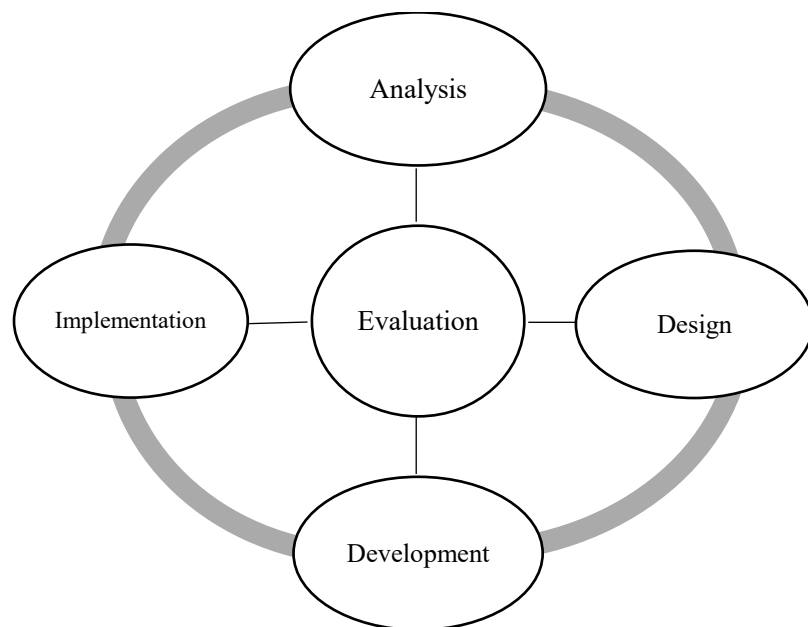 Analysis
Implementation
Evaluation
Design
Development